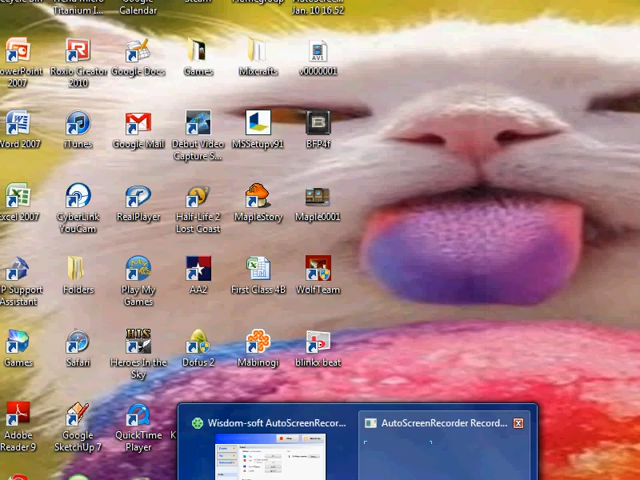 Google
Calendar
Titanium I...
Jan. 10 16:52
PowerPoint
2007
Roxio Creator
2010
Google Docs
Games
Mixcrafts
v0000001
Word 2007
iTunes
Google Mail
Debut Video
Capture S...
MSSetupv91
BFP4f
Excel 2007
CyberLink
YouCam
RealPlayer
Half-Life 2
Lost Coast
MapleStory
Maple0001
HP Support
Assistant
Folders
Play My
Games
AA2
First Class 4B
WolfTeam
Games
Safari
Heroes In the
Sky
Dofus 2
Mabinogi
blinkx beat
Adobe
Reader 9
Google
SketchUp 7
QuickTime
Player
K
Wisdom-soft AutoScreenRecor...
AutoScreenRecorder Record...